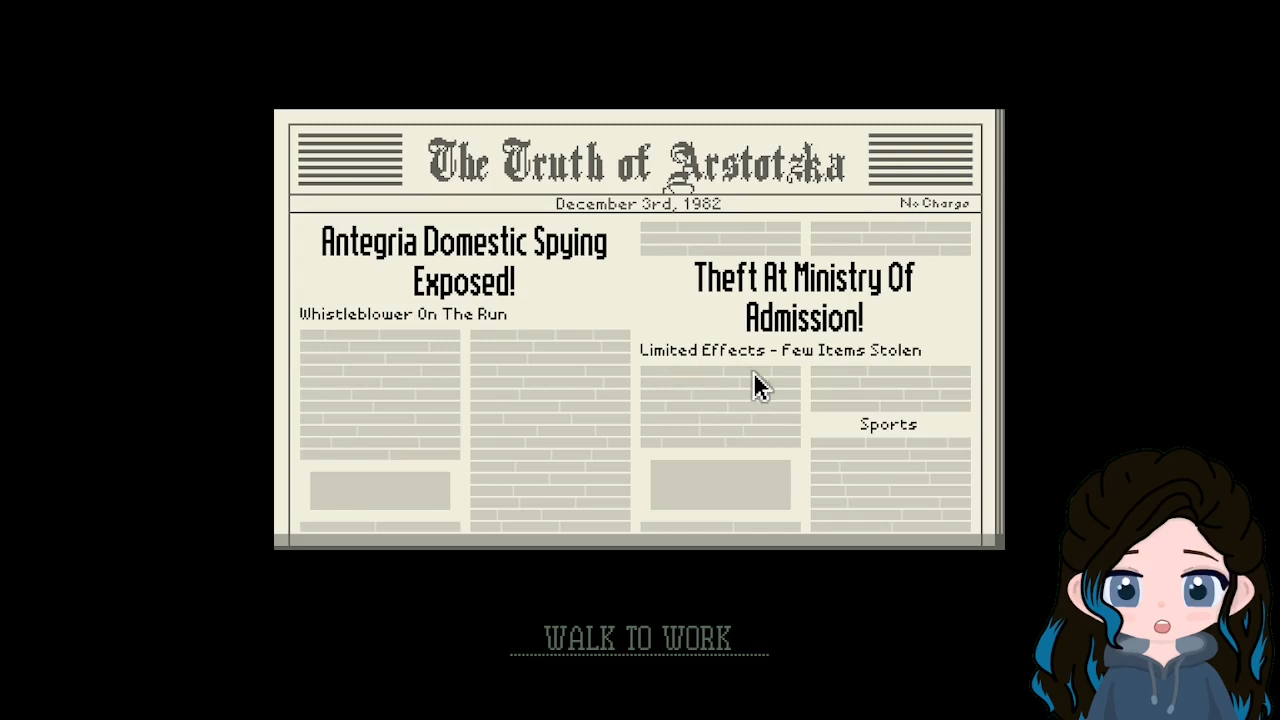 The Truth of Arstotzka
December 3rd, 1982
No Charge
Antegria Domestic Spying
Exposed!
Whistleblower On The Run
Theft At Ministry Of
Admission!
Limited Effects - Few Items Stolen
Sports
WALK TO WORK